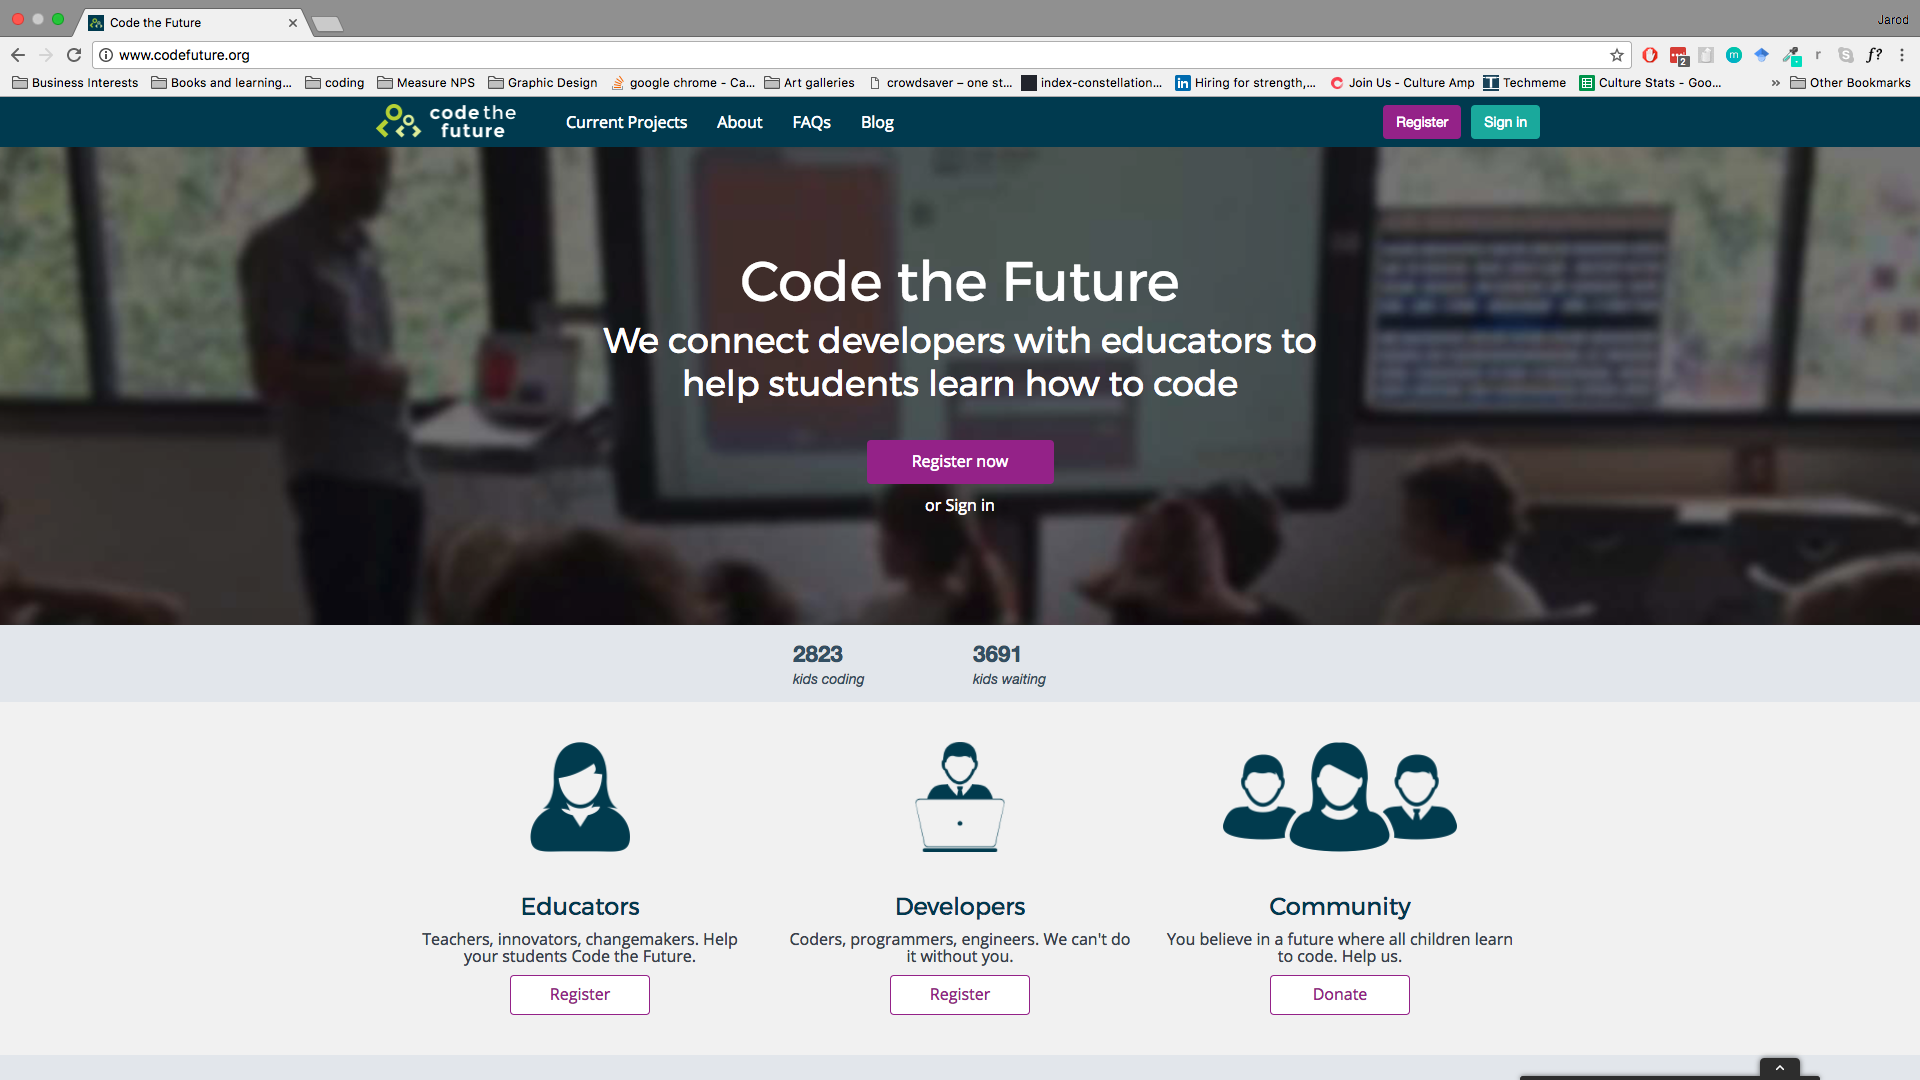 Code the Future
Jarod
www.codefuture.org
2
m
r
f?
Business Interests
Books and learning...
coding
Measure NPS
Graphic Design
google chrome - Ca...
Art galleries
crowdsaver – one st...
index-constellation...
in
Hiring for strength,...
Join Us - Culture Amp
Techmeme
Culture Stats - Goo...
»
Other Bookmarks
code the
future
Current Projects
About
FAQs
Blog
Register
Sign in
Code the Future
We connect developers with educators to
help students learn how to code
Register now
or Sign in
2823
kids coding
3691
kids waiting
Educators
Teachers, innovators, changemakers. Help
your students Code the Future.
Register
Developers
Coders, programmers, engineers. We can't do
it without you.
Register
Community
You believe in a future where all children learn
to code. Help us.
Donate